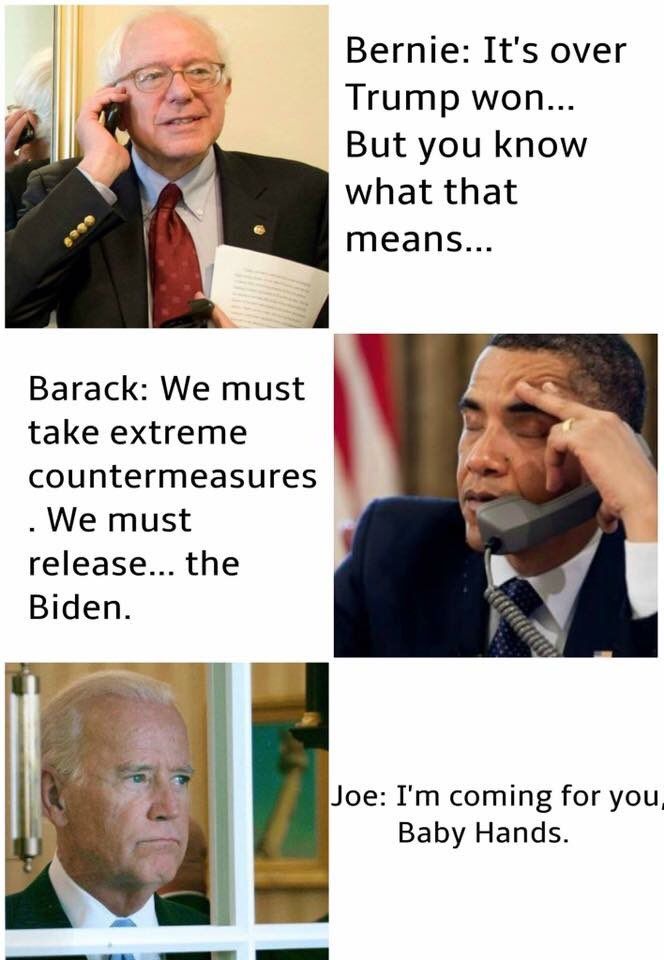 Bernie: It's over
Trump won...
But you know
what that
means...
Barack: We must
take extreme
countermeasures
. We must
release... the
Biden.
Joe: I'm coming for you,
Baby Hands.